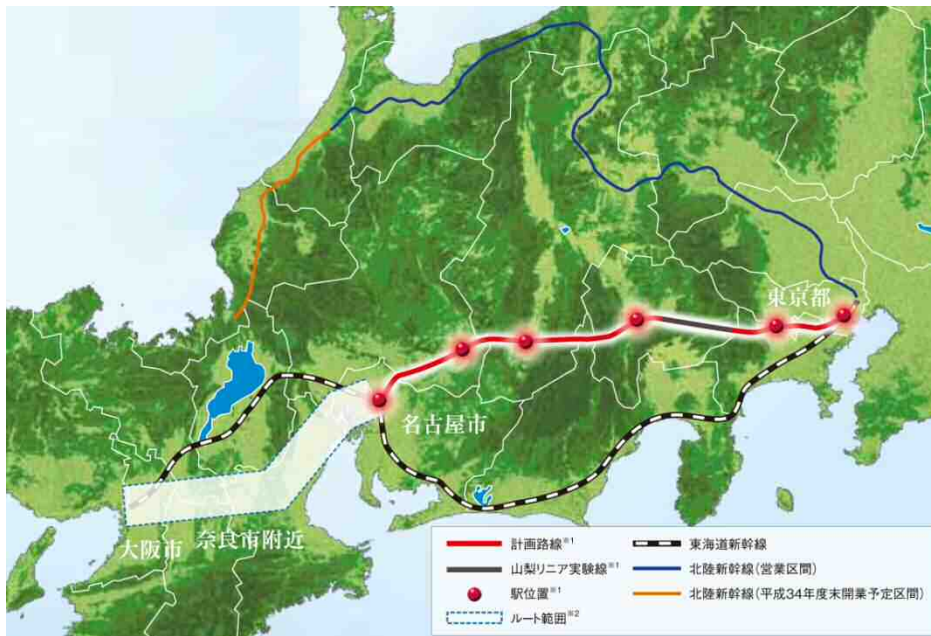 東京都
名古屋市
大阪市
奈良市附近
計画路線※1
東海道新幹線
山梨リニア実験線※1
北陸新幹線(営業区間)
駅位置※1
北陸新幹線(平成34年度末開業予定区間)
ルート範囲※2